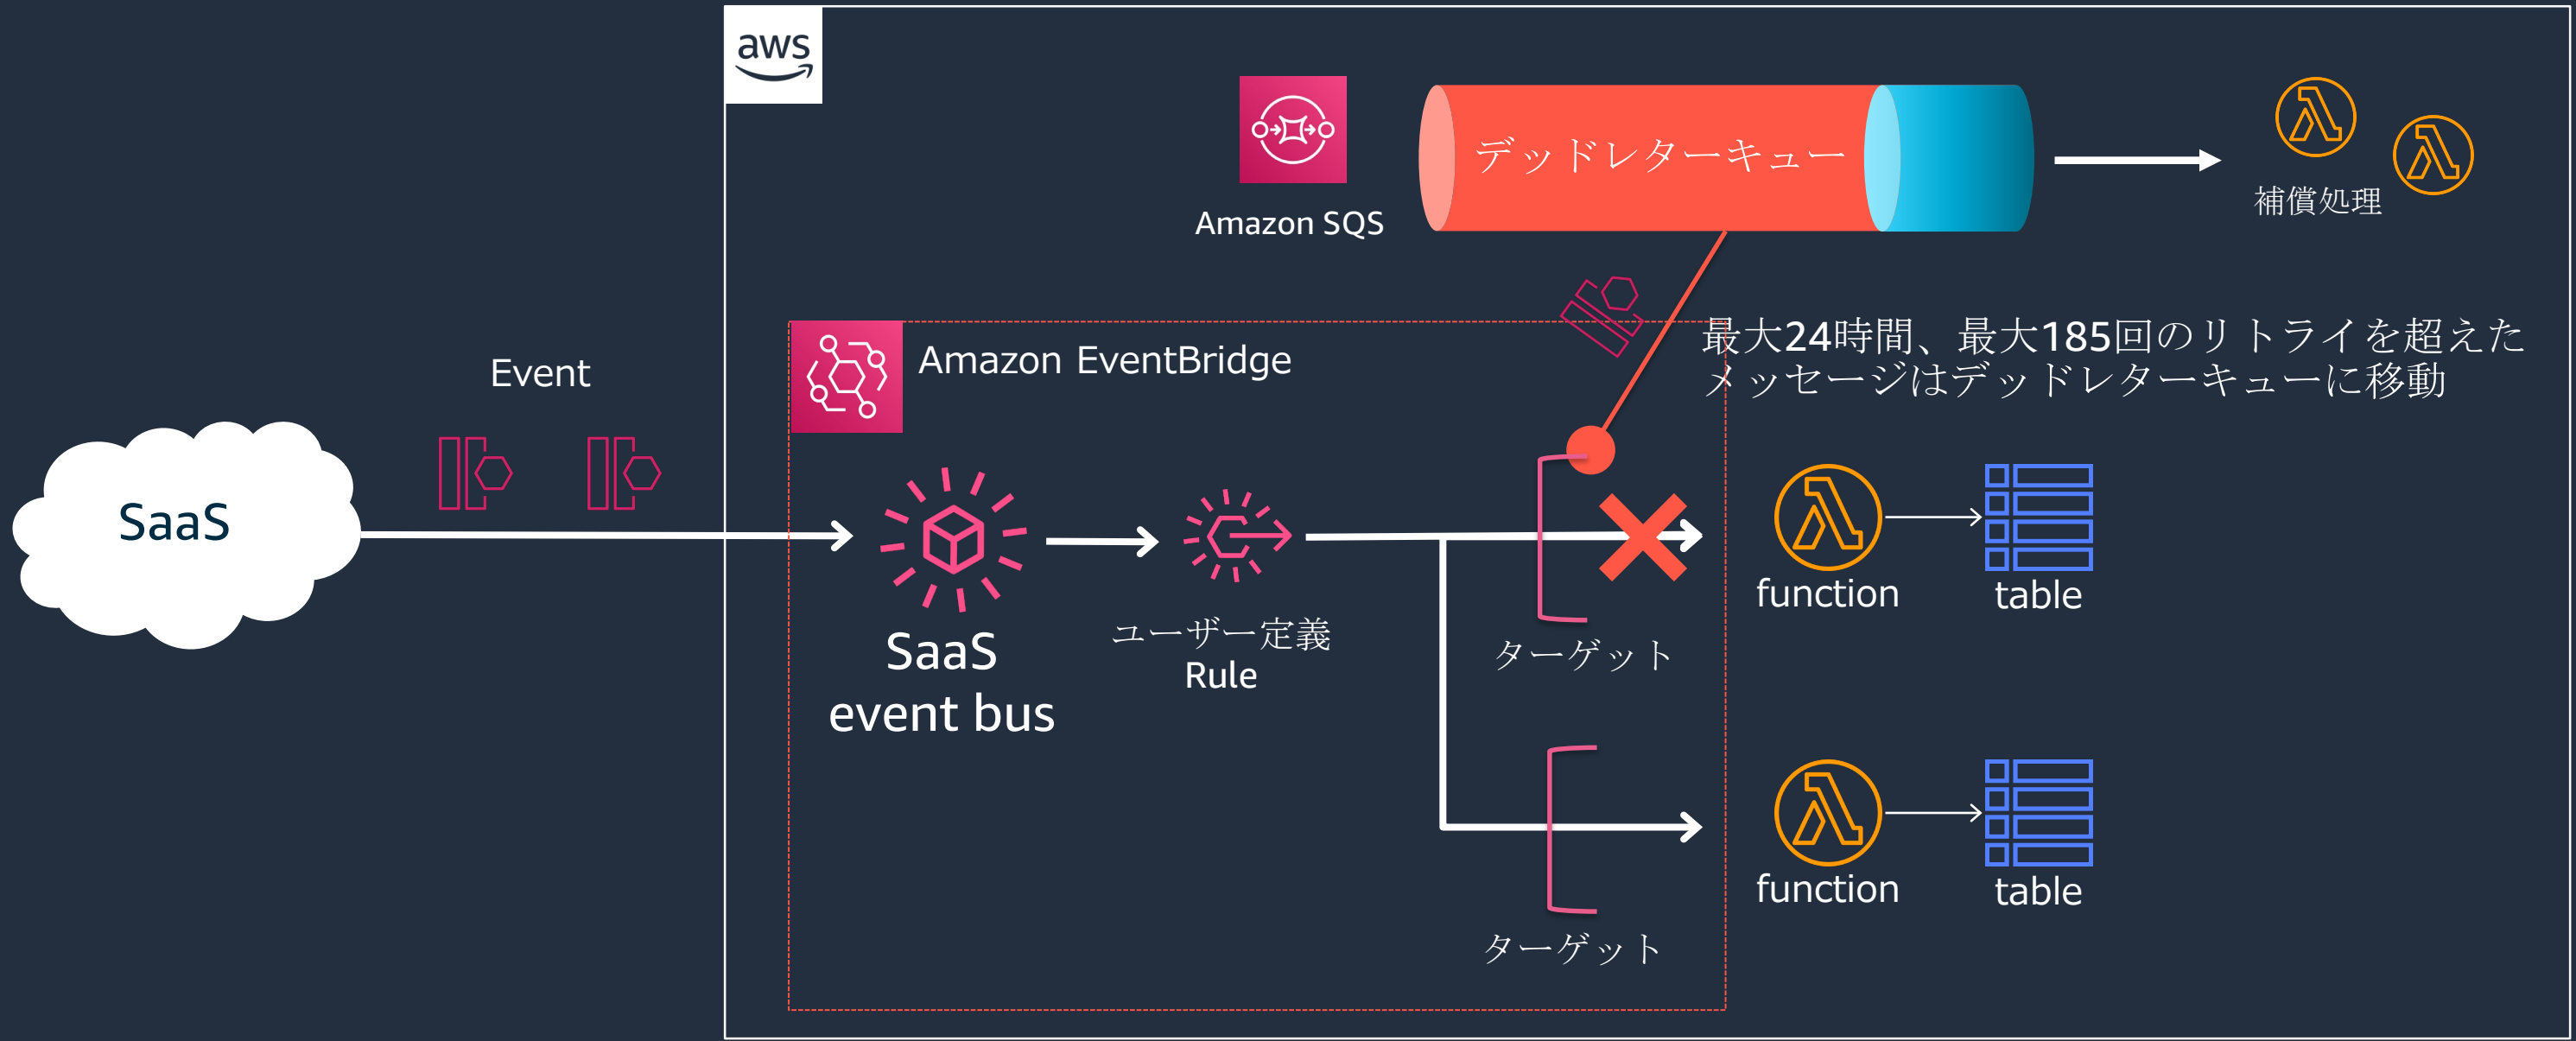 aws
デッドレターキュー
補償処理
Amazon SQS
最大24時間、最大185回のリトライを超えた
メッセージはデッドレターキューに移動
Amazon EventBridge
Event
SaaS
SaaS
event bus
ユーザー定義
Rule
ターゲット
function
table
ターゲット
function
table